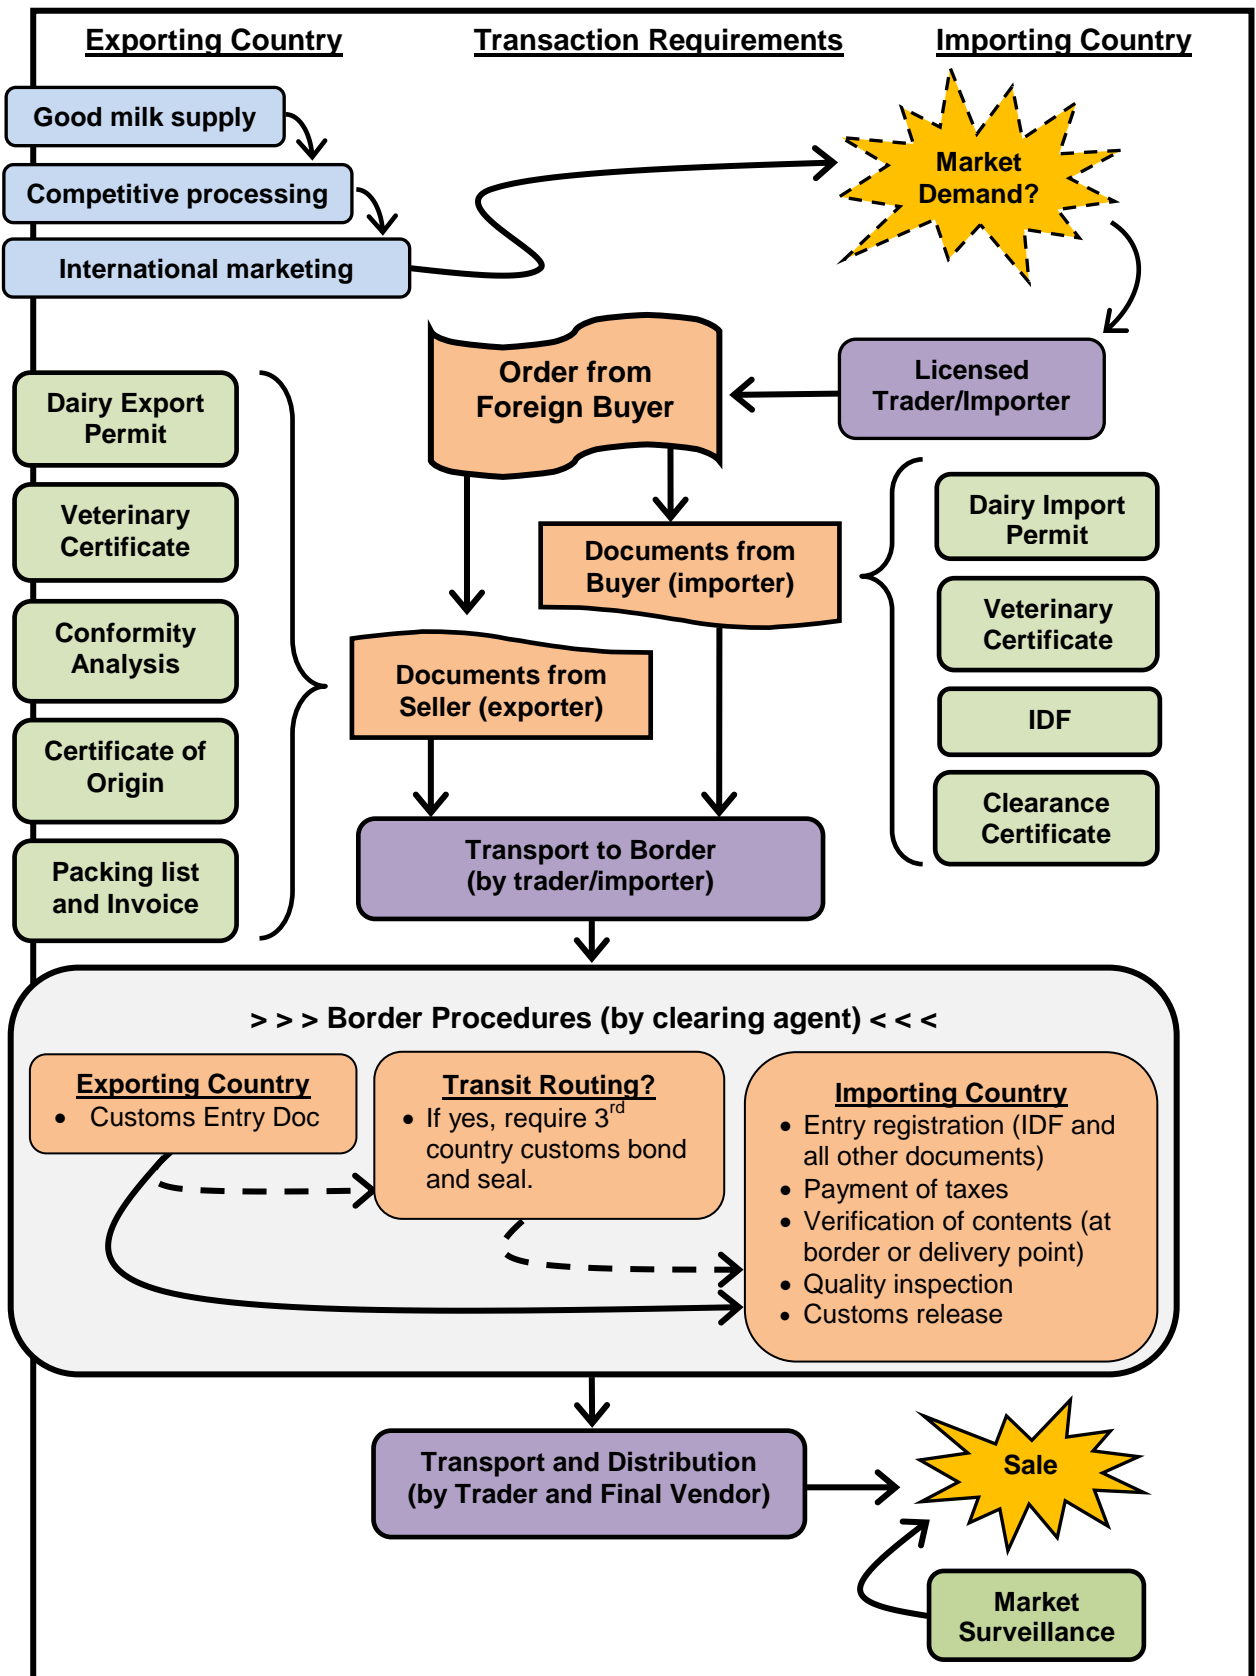 Exporting Country
Transaction Requirements
Importing Country
Good milk supply
Competitive processing
International marketing
Market
Demand?
Licensed
Trader/Importer
Order from
Foreign Buyer
Dairy Export
Permit
Veterinary
Certificate
Conformity
Analysis
Certificate of
Origin
Packing list
and Invoice
Documents from
Buyer (importer)
Documents from
Seller (exporter)
Dairy Import
Permit
Veterinary
Certificate
IDF
Clearance
Certificate
Transport to Border
(by trader/importer)
> > > Border Procedures (by clearing agent) < < <
Exporting Country
• Customs Entry Doc
Transit Routing?
• If yes, require 3rd
country customs bond
and seal.
Importing Country
• Entry registration (IDF and
all other documents)
• Payment of taxes
• Verification of contents (at
border or delivery point)
• Quality inspection
• Customs release
Transport and Distribution
(by Trader and Final Vendor)
Sale
Market
Surveillance